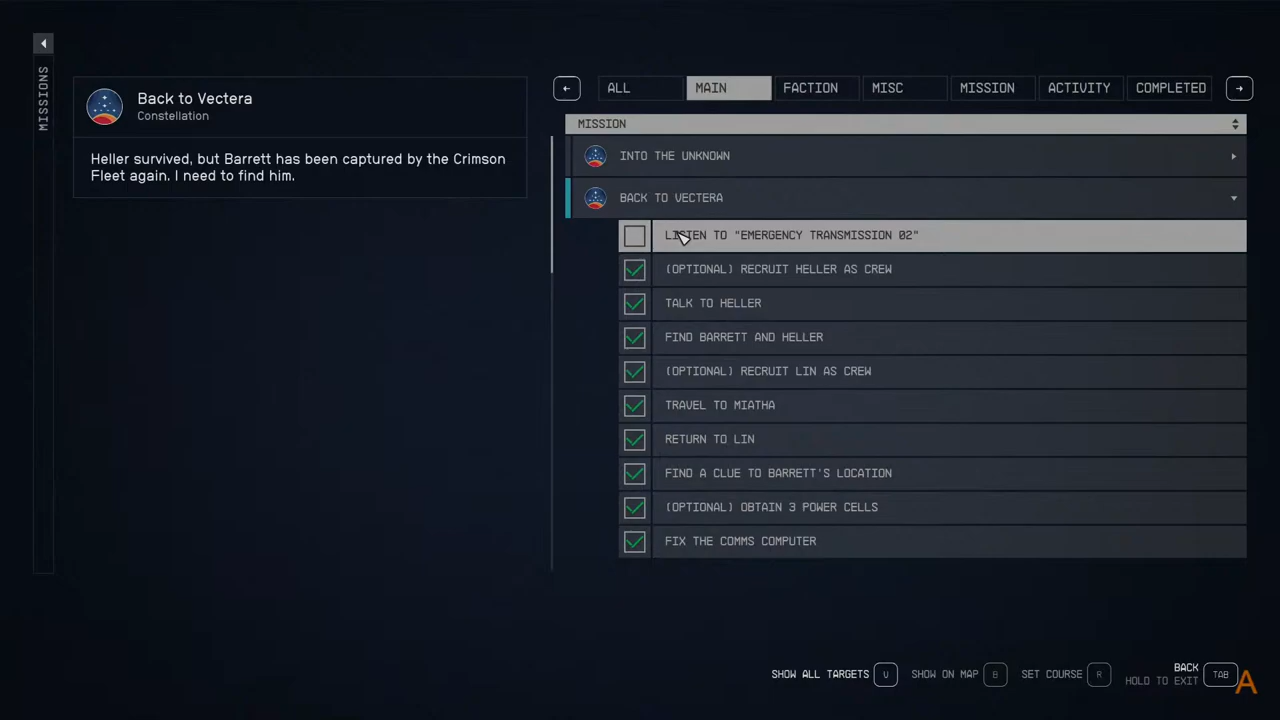 MISSIONS
Back to Vectera
Constellation
Heller survived, but Barrett has been captured by the Crimson
Fleet again. I need to find him.
ALL MAIN FACTION MISC MISSION ACTIVITY COMPLETED
MISSION
INTO THE UNKNOWN
BACK TO VECTERA
LISTEN TO "EMERGENCY TRANSMISSION 02"
(OPTIONAL) RECRUIT HELLER AS CREW
TALK TO HELLER
FIND BARRETT AND HELLER
(OPTIONAL) RECRUIT LIN AS CREW
TRAVEL TO MIATHA
RETURN TO LIN
FIND A CLUE TO BARRETT'S LOCATION
(OPTIONAL) OBTAIN 3 POWER CELLS
FIX THE COMMS COMPUTER
SHOW ALL TARGETS V SHOW ON MAP B SET COURSE R BACK TAB
HOLD TO EXIT
A